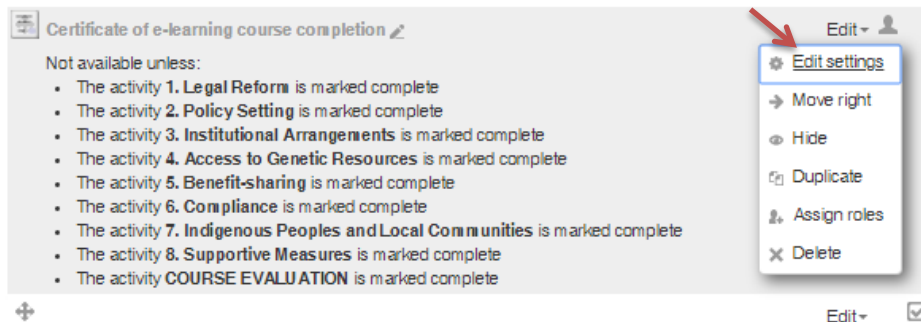 Certificate of e-learning course completion
Edit
Not available unless:
Edit settings
The activity 1. Legal Reform is marked complete
The activity 2. Policy Setting is marked complete
Move right
The activity 3. Institutional Arrangements is marked complete
Hide
The activity 4. Access to Genetic Resources is marked complete
The activity 5. Benefit-sharing is marked complete
Duplicate
The activity 6. Compliance is marked complete
The activity 7. Indigenous Peoples and Local Communities is marked complete
Assign roles
The activity 8. Supportive Measures is marked complete
Delete
The activity COURSE EVALUATION is marked complete
Edit